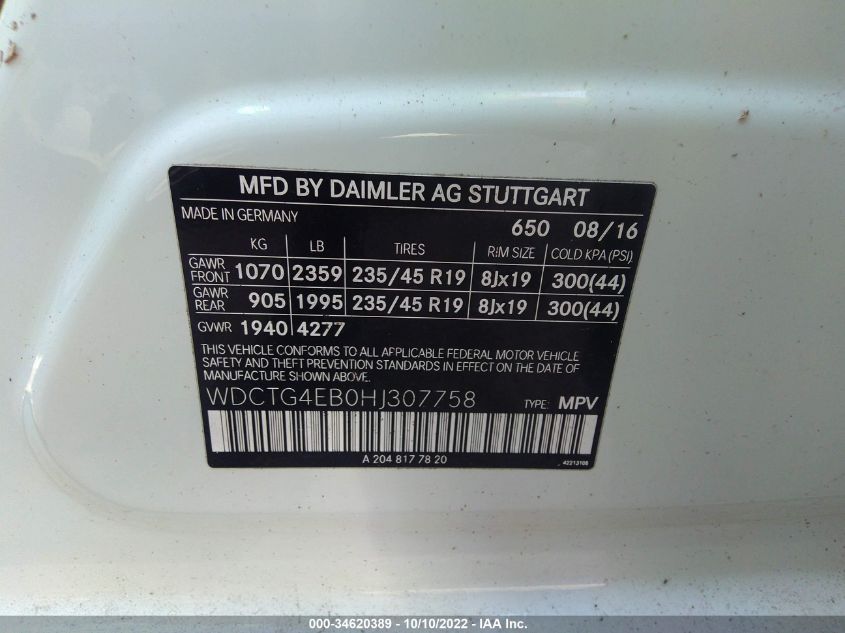 MFD BY DAIMLER AG STUTTGART
MADE IN GERMANY 650 08/16
KG LB TIRES RIM SIZE COLD KPA (PSI)
GAWR FRONT 1070 2359 235/45 R19 8Jx19 300(44)
GAWR REAR 905 1995 235/45 R19 8Jx19 300(44)
GVWR 1940 4277
THIS VEHICLE CONFORMS TO ALL APPLICABLE FEDERAL MOTOR VEHICLE
SAFETY AND THEFT PREVENTION STANDARDS IN EFFECT ON THE DATE
OF MANUFACTURE SHOWN ABOVE.
WDCTG4EB0HJ307758 TYPE: MPV
A 204 817 78 20 42213108
000-34620389 - 10/10/2022 - IAA Inc.